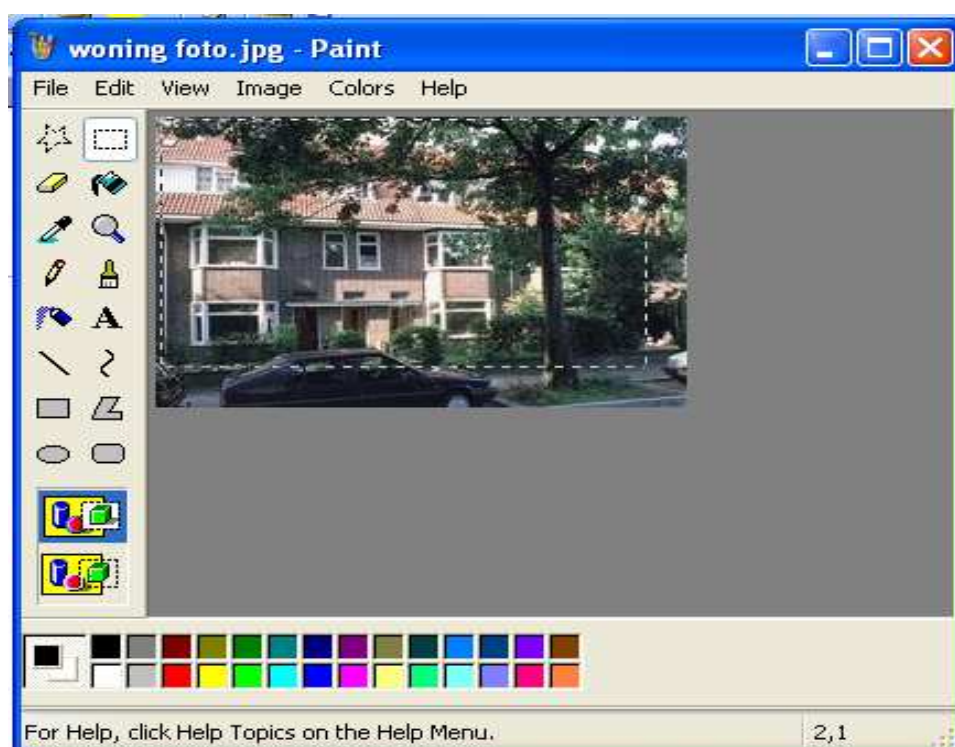 woning foto.jpg - Paint
File Edit View Image Colors Help
A
For Help, click Help Topics on the Help Menu. 2,1